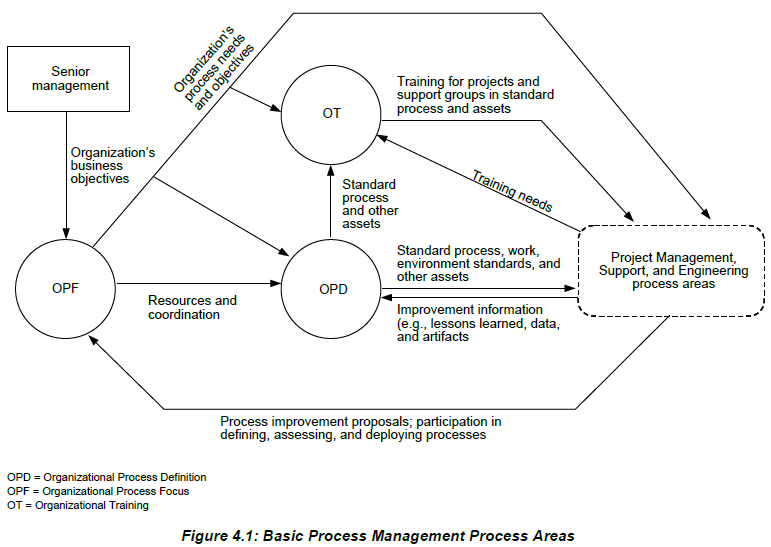 Organization's
process needs
and objectives
Senior
management
Training for projects and
support groups in standard
process and assets
OT
Organization's
business
objectives
Training needs
Standard
process
and other
assets
Standard process, work,
environment standards, and
other assets
Project Management,
Support, and Engineering
process areas
OPF
OPD
Resources and
coordination
Improvement information
(e.g., lessons learned, data,
and artifacts
Process improvement proposals; participation in
defining, assessing, and deploying processes
OPD = Organizational Process Definition
OPF = Organizational Process Focus
OT = Organizational Training
Figure 4.1: Basic Process Management Process Areas